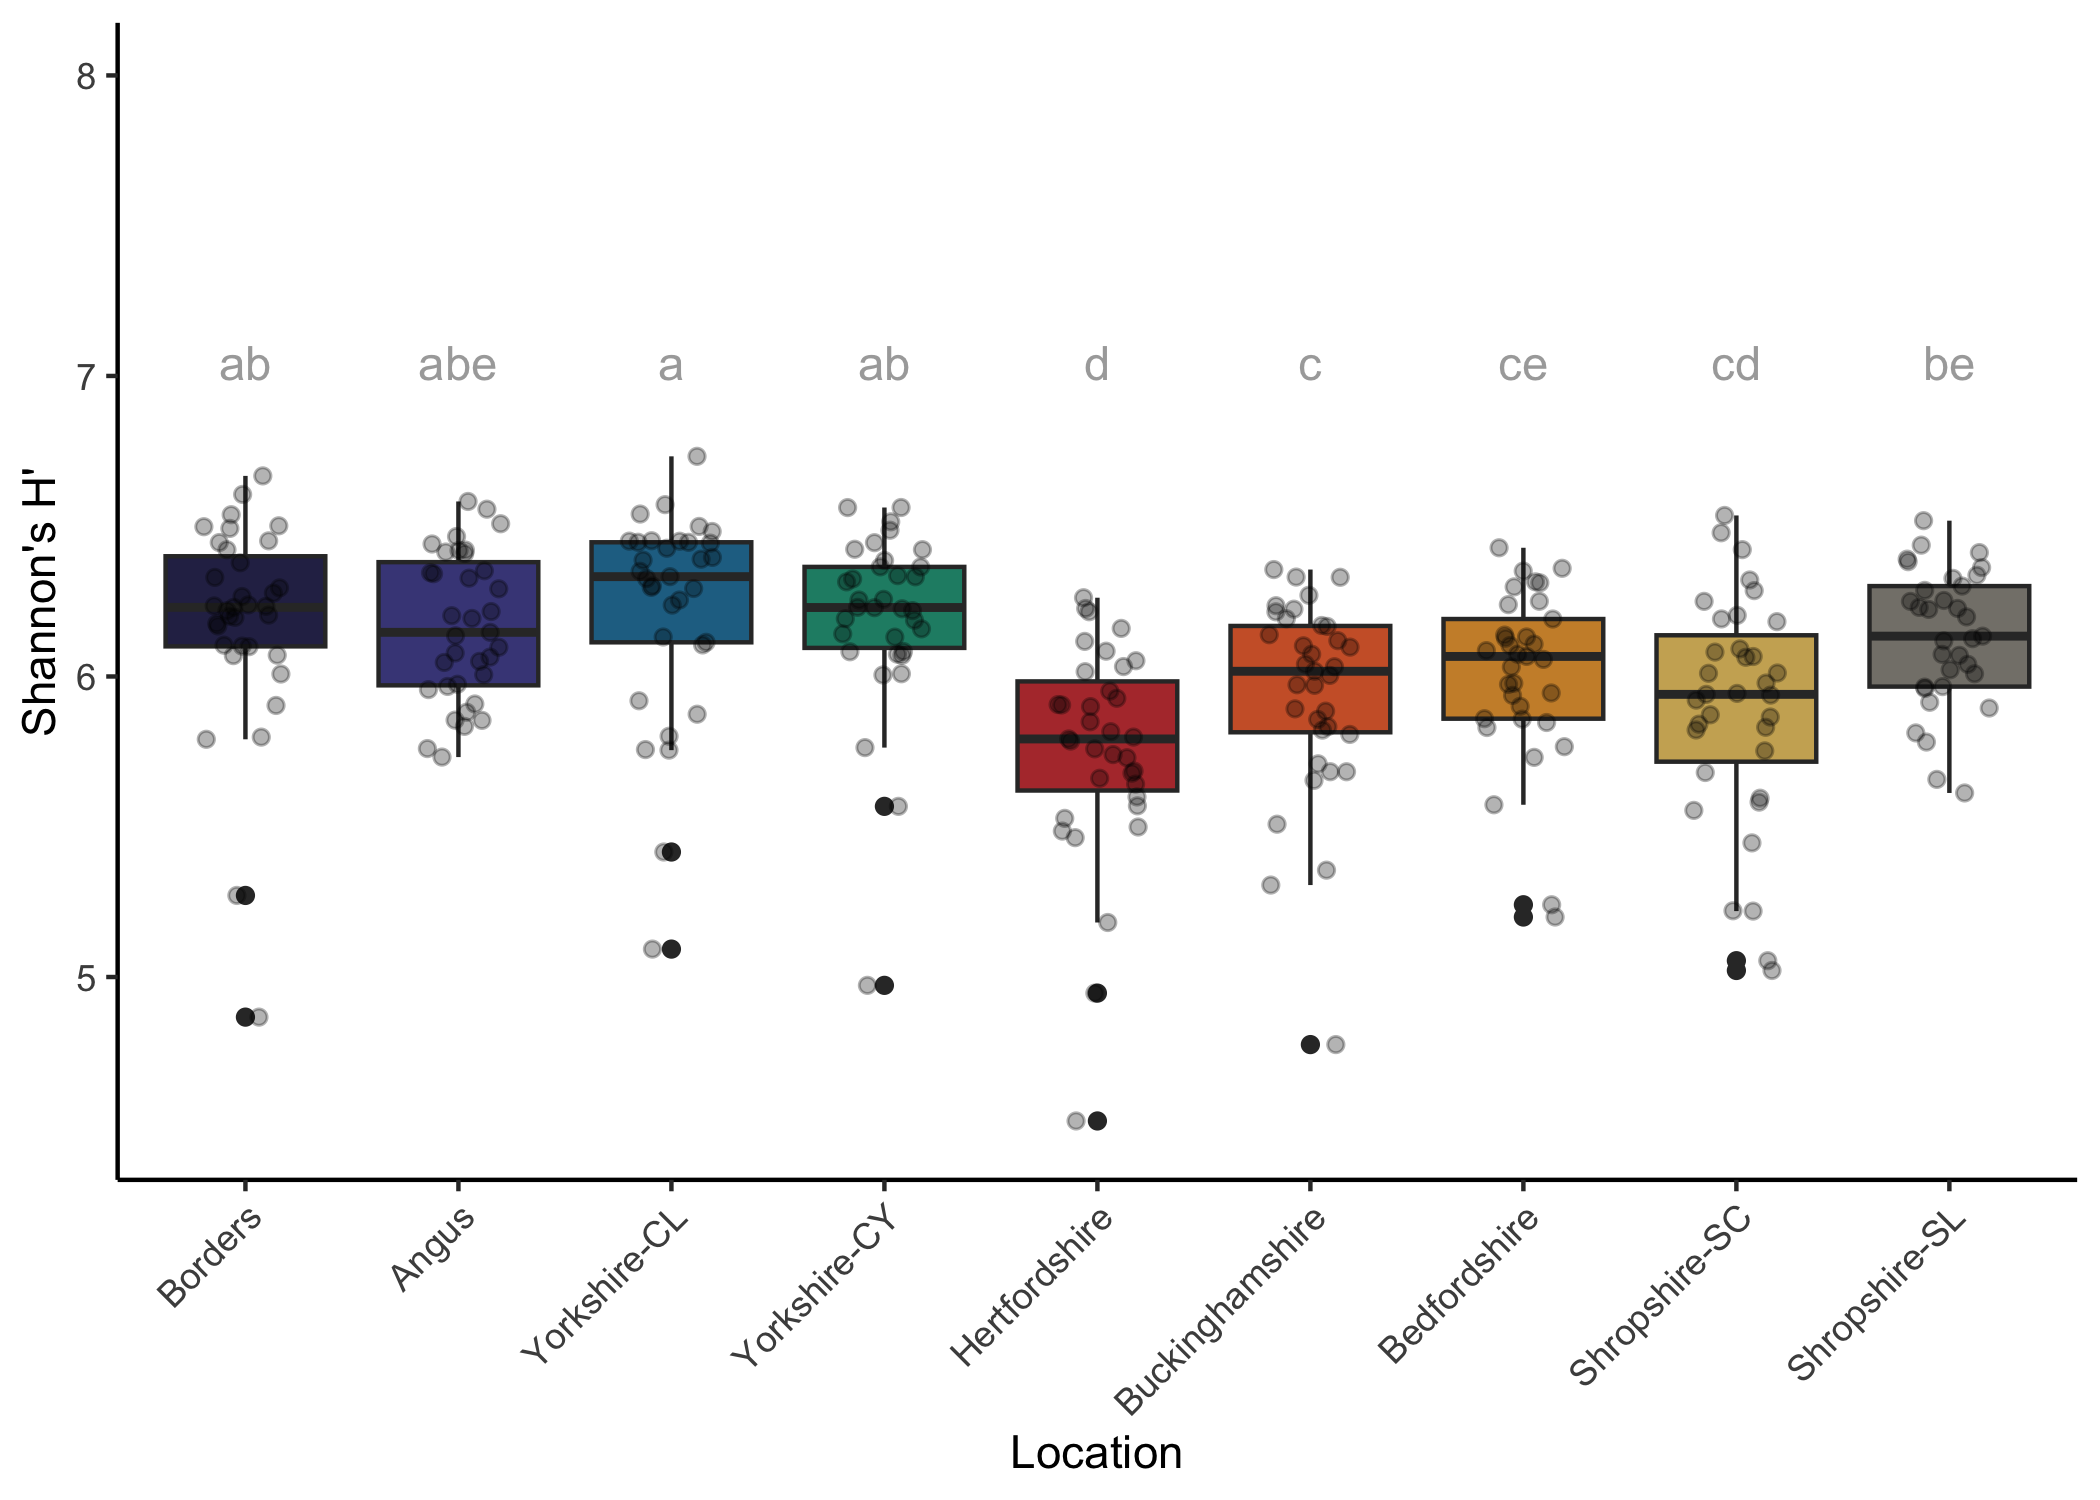 Shannon's H'
8
7
6
5
ab abe a ab d c ce cd be
Borders Angus Yorkshire-CL Yorkshire-CY Hertfordshire Buckinghamshire Bedfordshire Shropshire-SC Shropshire-SL
Location